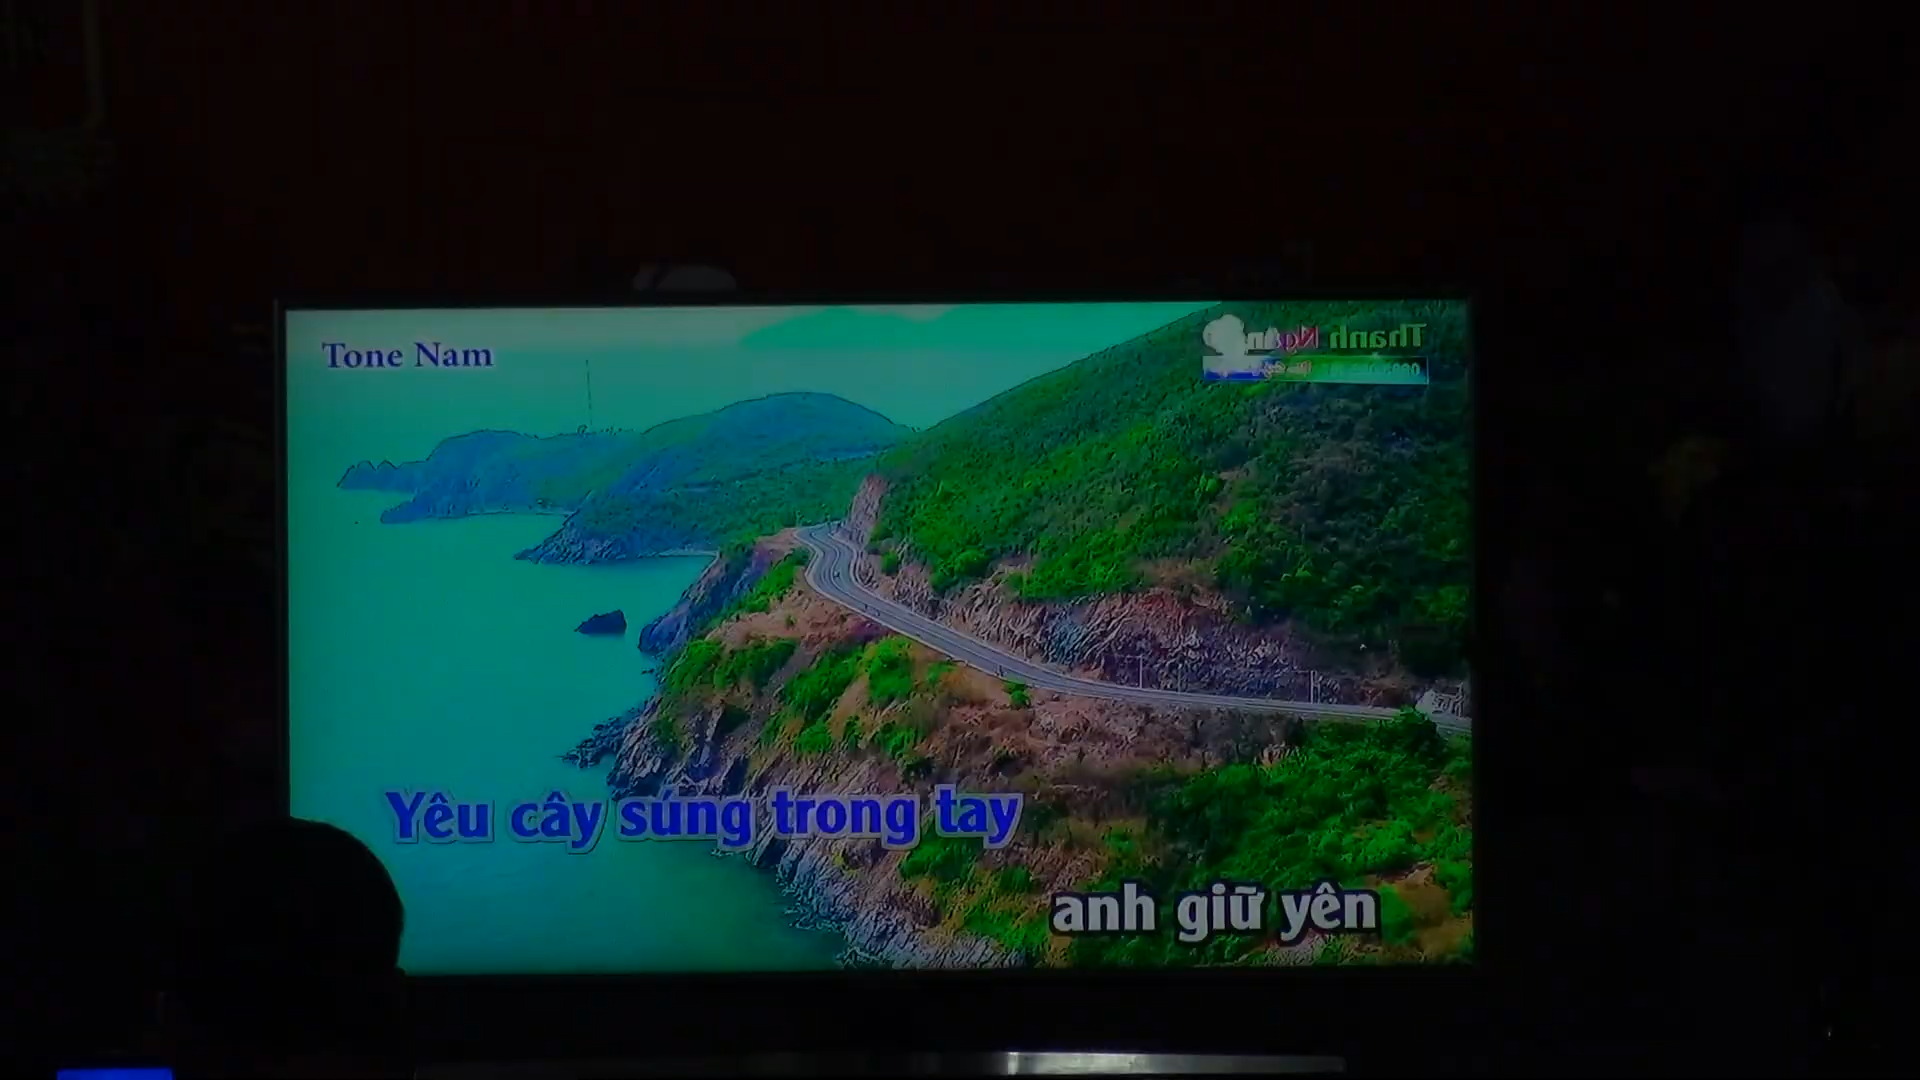 Tone Nam
Thanh
Yêu cây súng trong tay
anh giữ yên